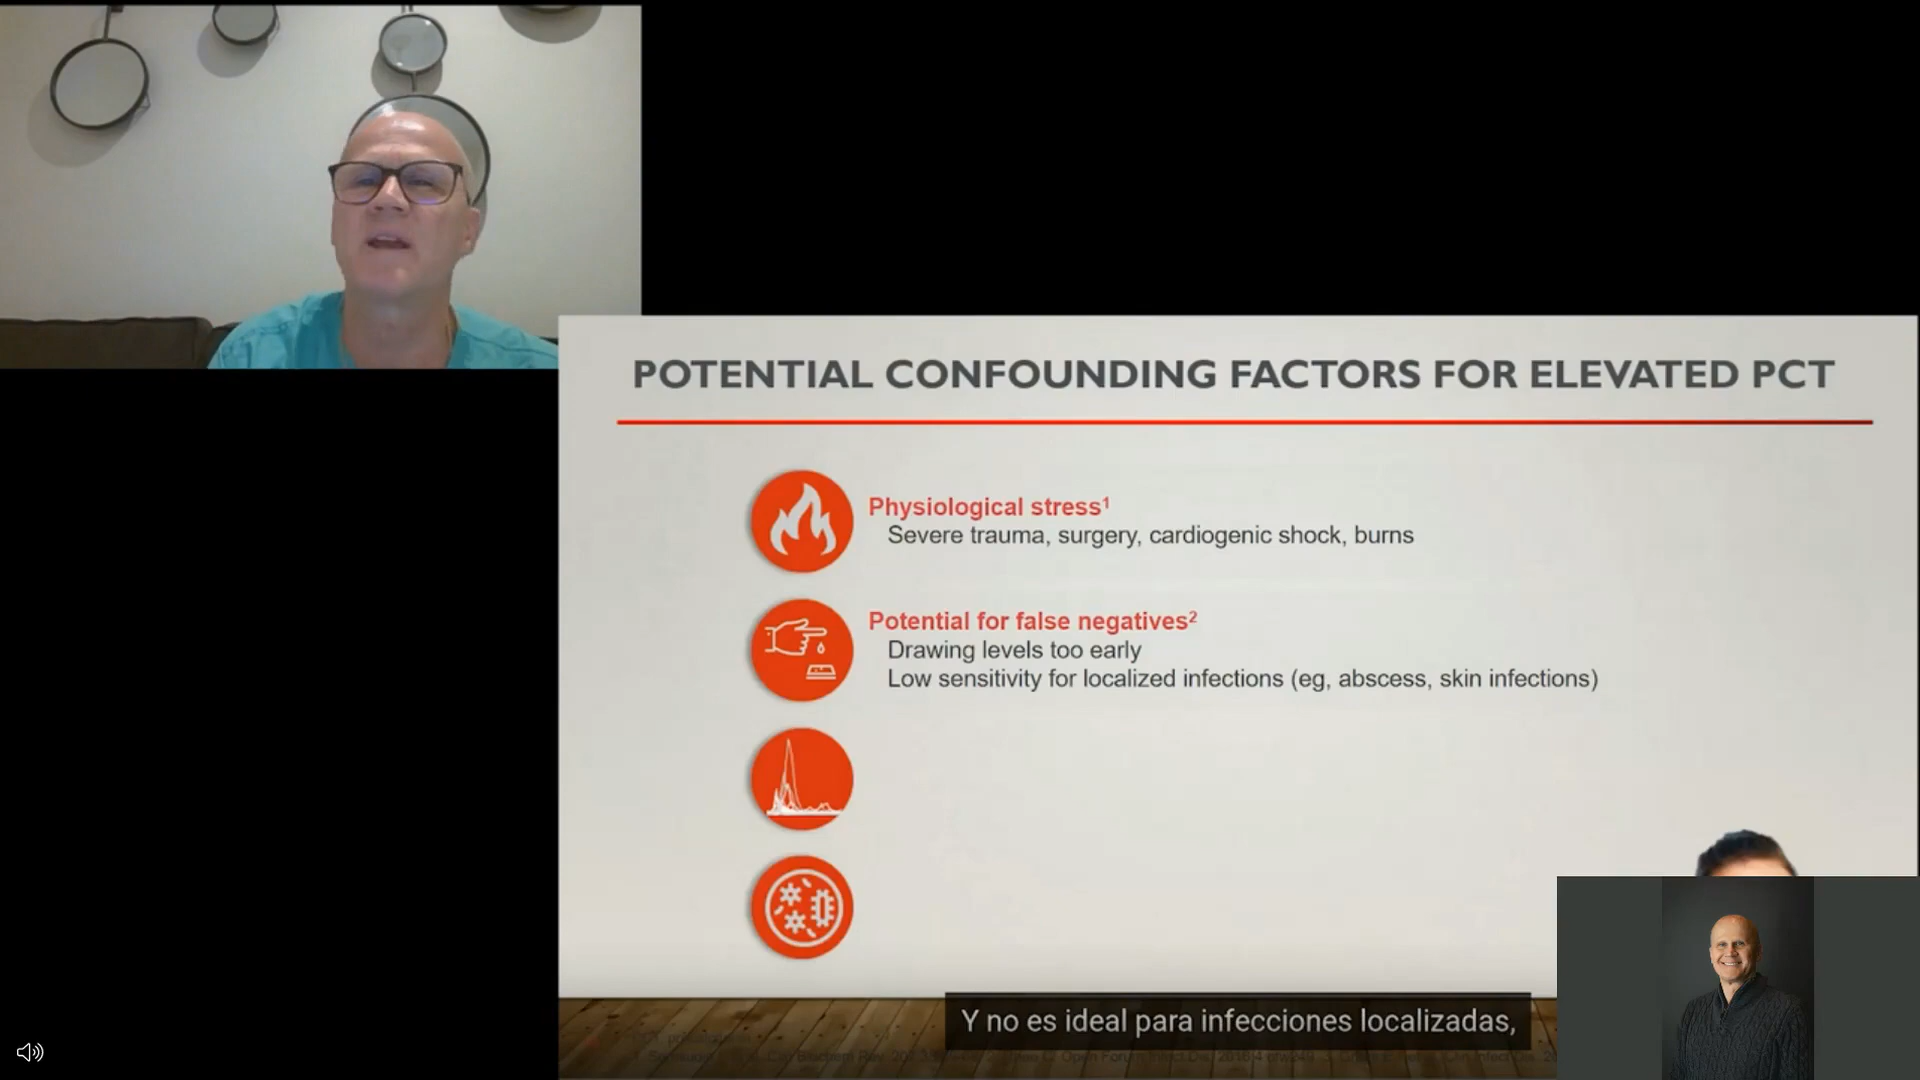 POTENTIAL CONFOUNDING FACTORS FOR ELEVATED PCT
Physiological stress¹
Severe trauma, surgery, cardiogenic shock, burns
Potential for false negatives²
Drawing levels too early
Low sensitivity for localized infections (eg, abscess, skin infections)
Y no es ideal para infecciones localizadas,